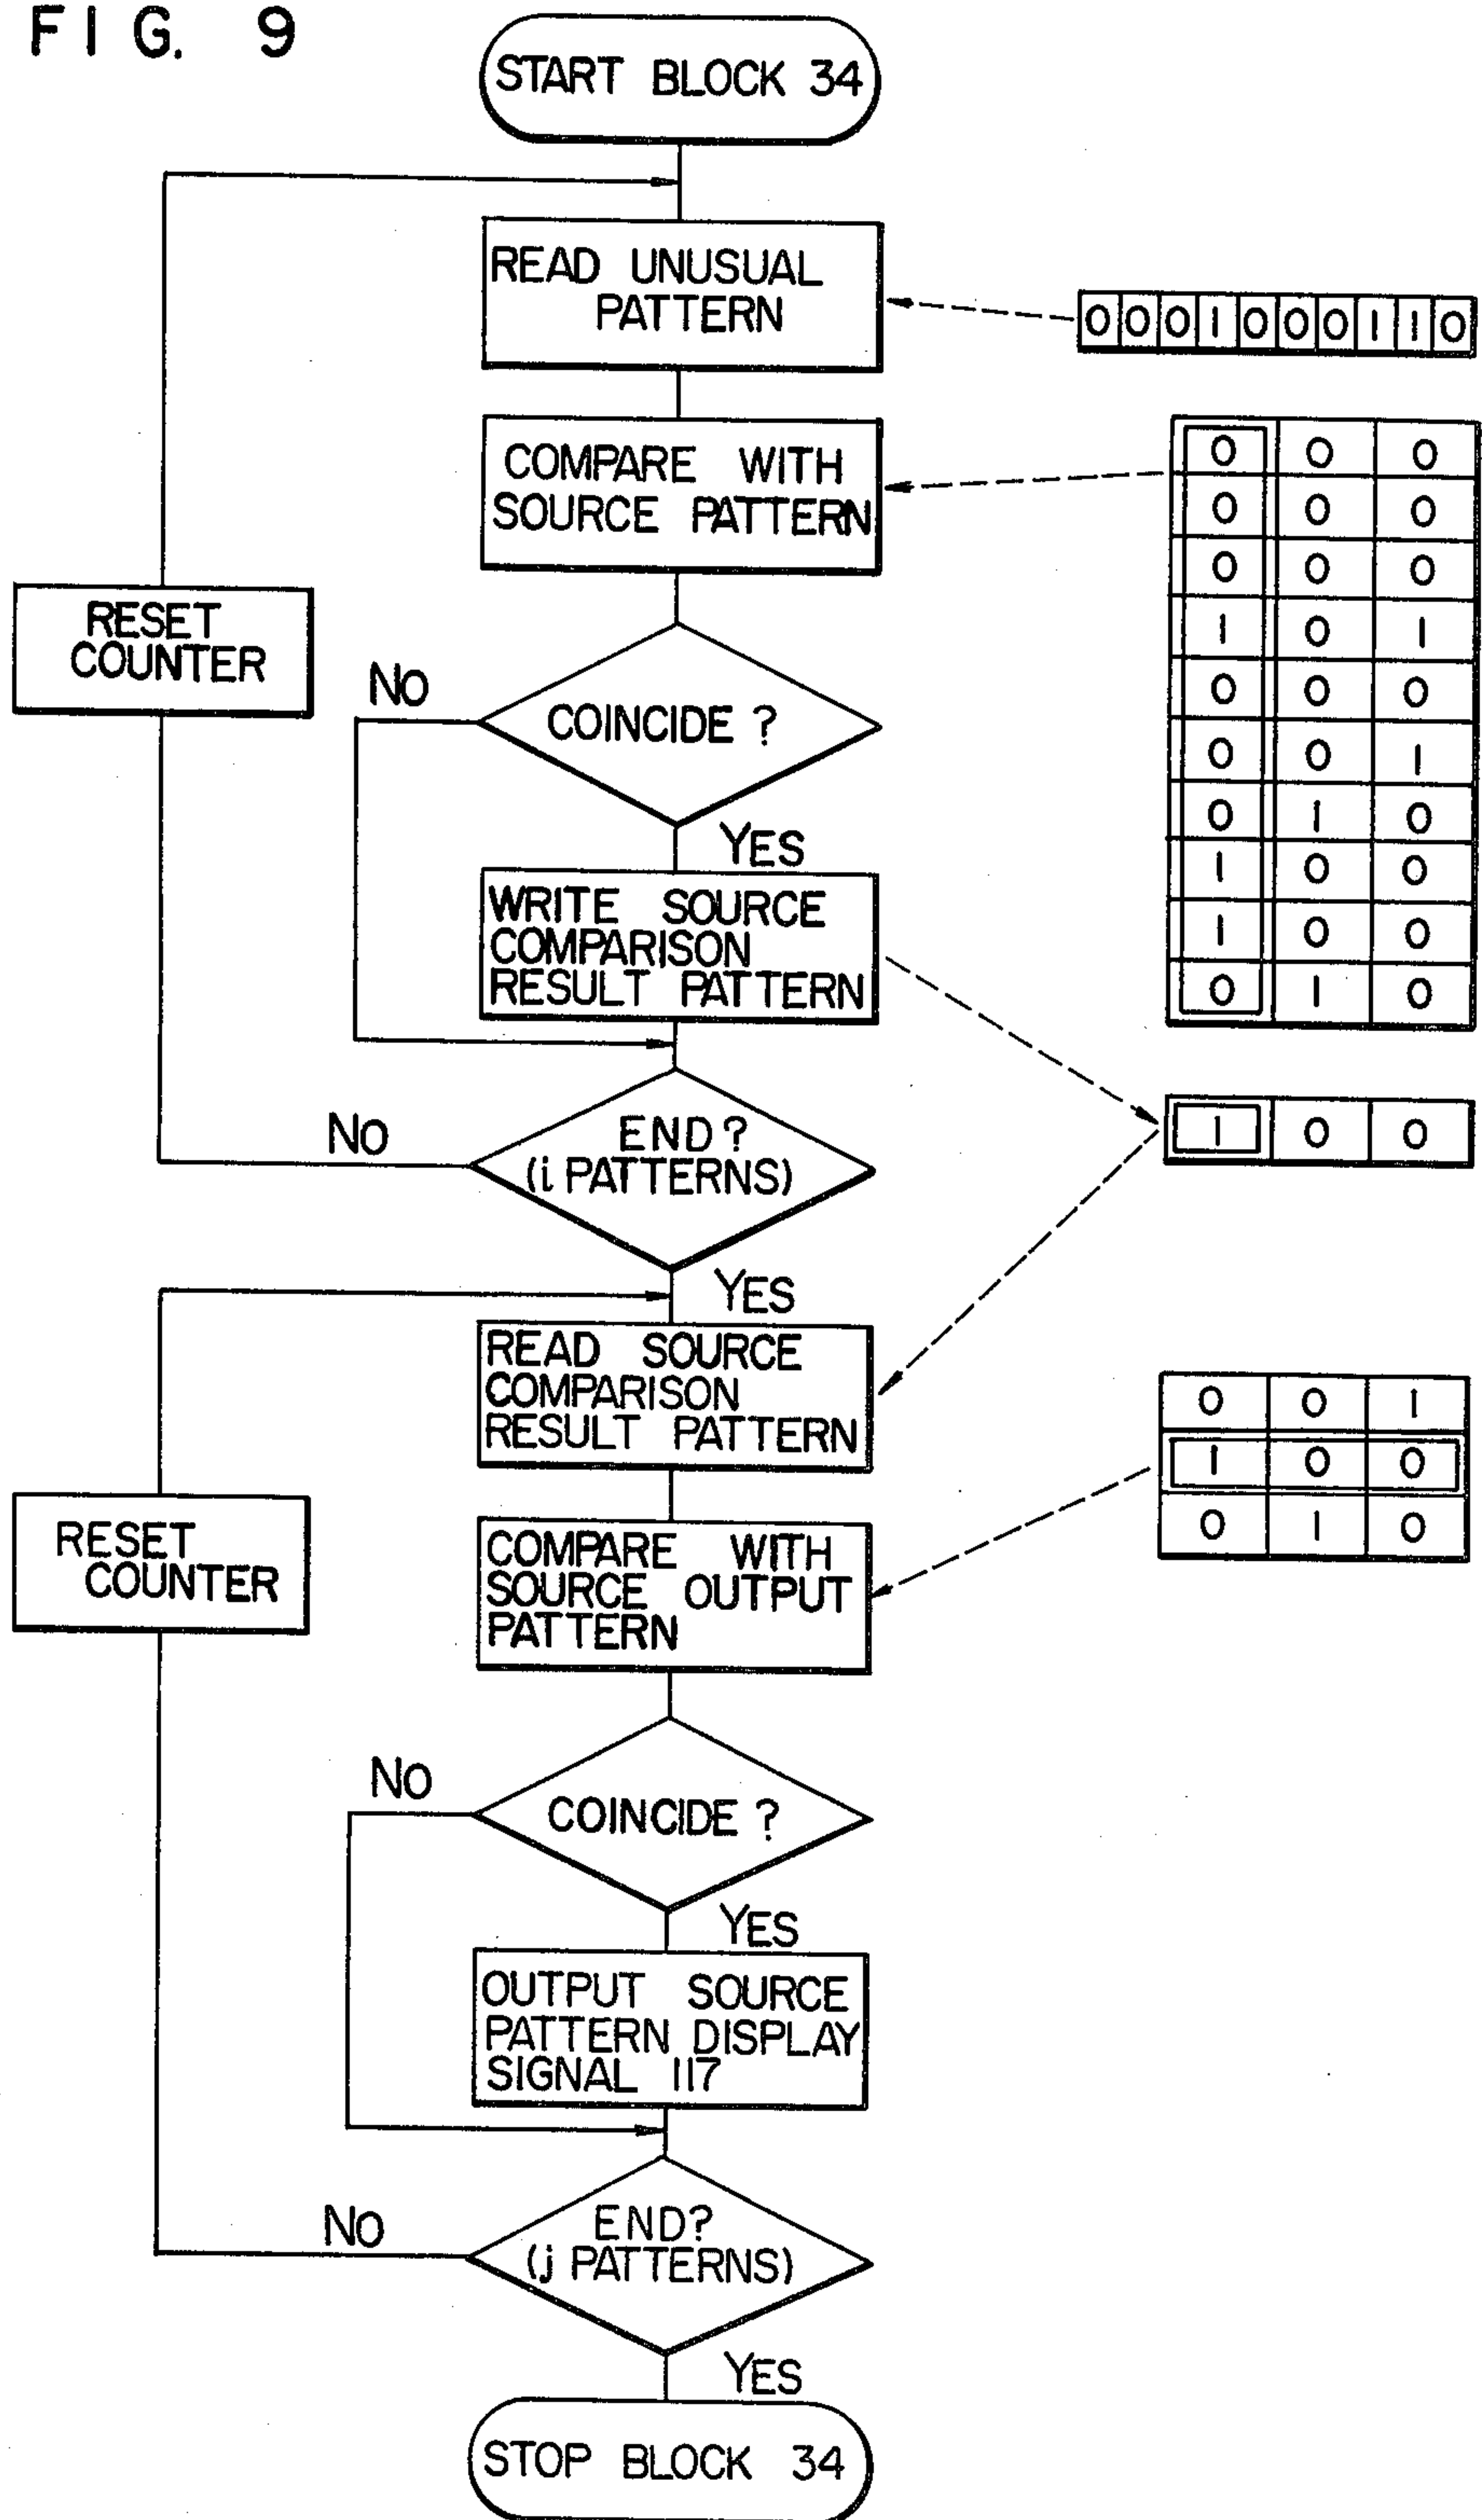 FIG. 9
START BLOCK 34
READ UNUSUAL
PATTERN
0 0 0 1 0 0 0 1 1 0
COMPARE WITH
SOURCE PATTERN
0 0 0
0 0 0
0 0 0
1 0 1
0 0 0
0 0 1
0 1 0
1 0 0
1 0 0
0 1 0
RESET
COUNTER
NO
COINCIDE ?
YES
WRITE SOURCE
COMPARISON
RESULT PATTERN
1 0 0
NO
END?
(i PATTERNS)
YES
READ SOURCE
COMPARISON
RESULT PATTERN
0 0 1
1 0 0
0 1 0
RESET
COUNTER
COMPARE WITH
SOURCE OUTPUT
PATTERN
NO
COINCIDE ?
YES
OUTPUT SOURCE
PATTERN DISPLAY
SIGNAL 117
NO
END?
(j PATTERNS)
YES
STOP BLOCK 34